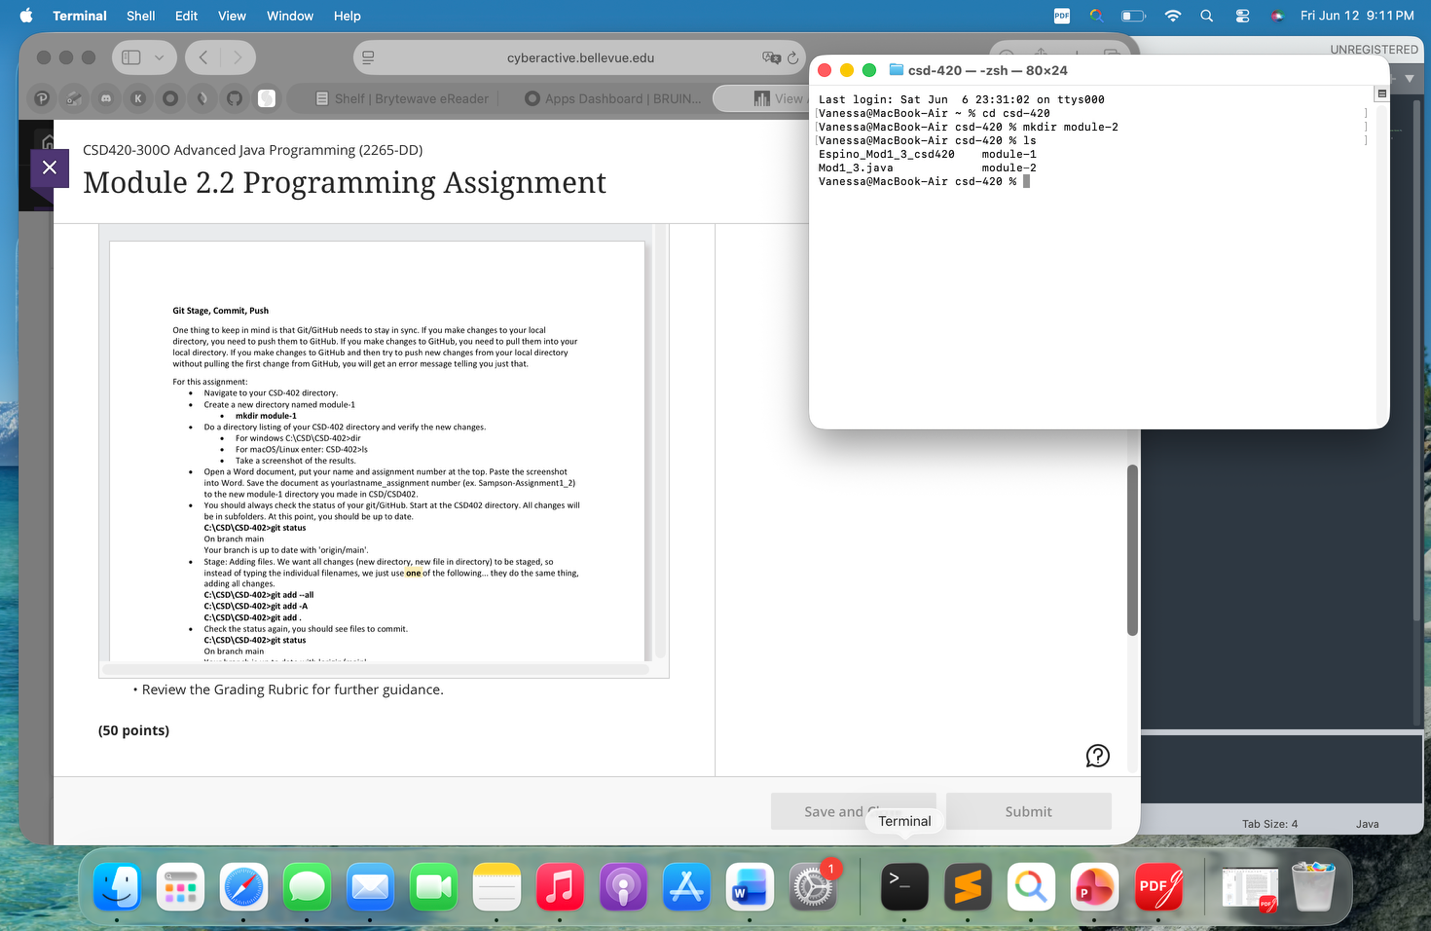 Terminal Shell Edit View Window Help
PDF
Fri Jun 12 9:11 PM
UNREGISTERED
cyberactive.bellevue.edu
Shelf | Brytewave eReader
Apps Dashboard | BRUIN...
View
csd-420 — -zsh — 80×24
Last login: Sat Jun  6 23:31:02 on ttys000
[Vanessa@MacBook-Air ~ % cd csd-420 ]
[Vanessa@MacBook-Air csd-420 % mkdir module-2 ]
[Vanessa@MacBook-Air csd-420 % ls ]
Espino_Mod1_3_csd420    module-1
Mod1_3.java             module-2
Vanessa@MacBook-Air csd-420 %
CSD420-300O Advanced Java Programming (2265-DD)
Module 2.2 Programming Assignment
Git Stage, Commit, Push
One thing to keep in mind is that Git/GitHub needs to stay in sync. If you make changes to your local
directory, you need to push them to GitHub. If you make changes to GitHub, you need to pull them into your
local directory. If you make changes to GitHub and then try to push new changes from your local directory
without pulling the first change from GitHub, you will get an error message telling you just that.
For this assignment:
• Navigate to your CSD-402 directory.
• Create a new directory named module-1
• mkdir module-1
• Do a directory listing of your CSD-402 directory and verify the new changes.
• For windows C:\CSD\CSD-402>dir
• For macOS/Linux enter: CSD-402>ls
• Take a screenshot of the results.
• Open a Word document, put your name and assignment number at the top. Paste the screenshot
into Word. Save the document as yourlastname_assignment number (ex. Sampson-Assignment1_2)
to the new module-1 directory you made in CSD/CSD402.
• You should always check the status of your git/GitHub. Start at the CSD402 directory. All changes will
be in subfolders. At this point, you should be up to date.
C:\CSD\CSD-402>git status
On branch main
Your branch is up to date with 'origin/main'.
• Stage: Adding files. We want all changes (new directory, new file in directory) to be staged, so
instead of typing the individual filenames, we just use one of the following... they do the same thing,
adding all changes.
C:\CSD\CSD-402>git add --all
C:\CSD\CSD-402>git add -A
C:\CSD\CSD-402>git add .
• Check the status again, you should see files to commit.
C:\CSD\CSD-402>git status
On branch main
• Review the Grading Rubric for further guidance.
(50 points)
Save and
Submit
Terminal
Tab Size: 4
Java
1
PDF